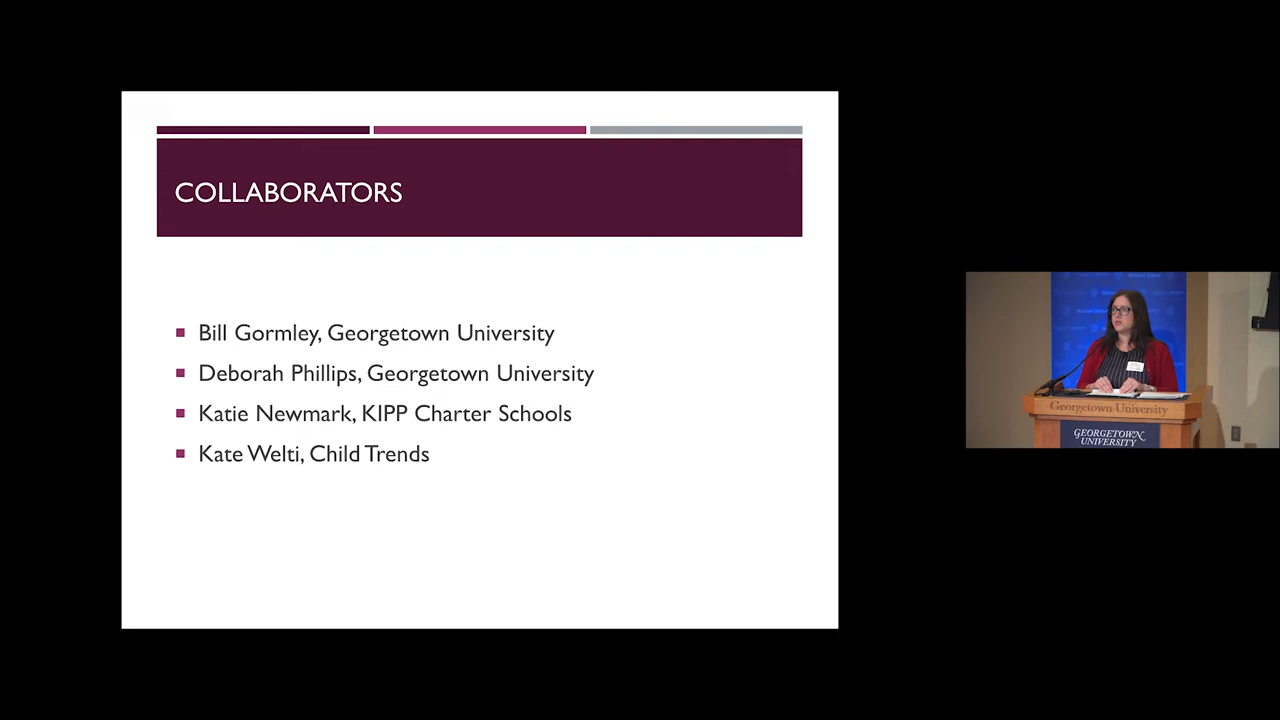 COLLABORATORS
Bill Gormley, Georgetown University
Deborah Phillips, Georgetown University
Katie Newmark, KIPP Charter Schools
Kate Welti, Child Trends
Georgetown University
GEORGETOWN
UNIVERSITY